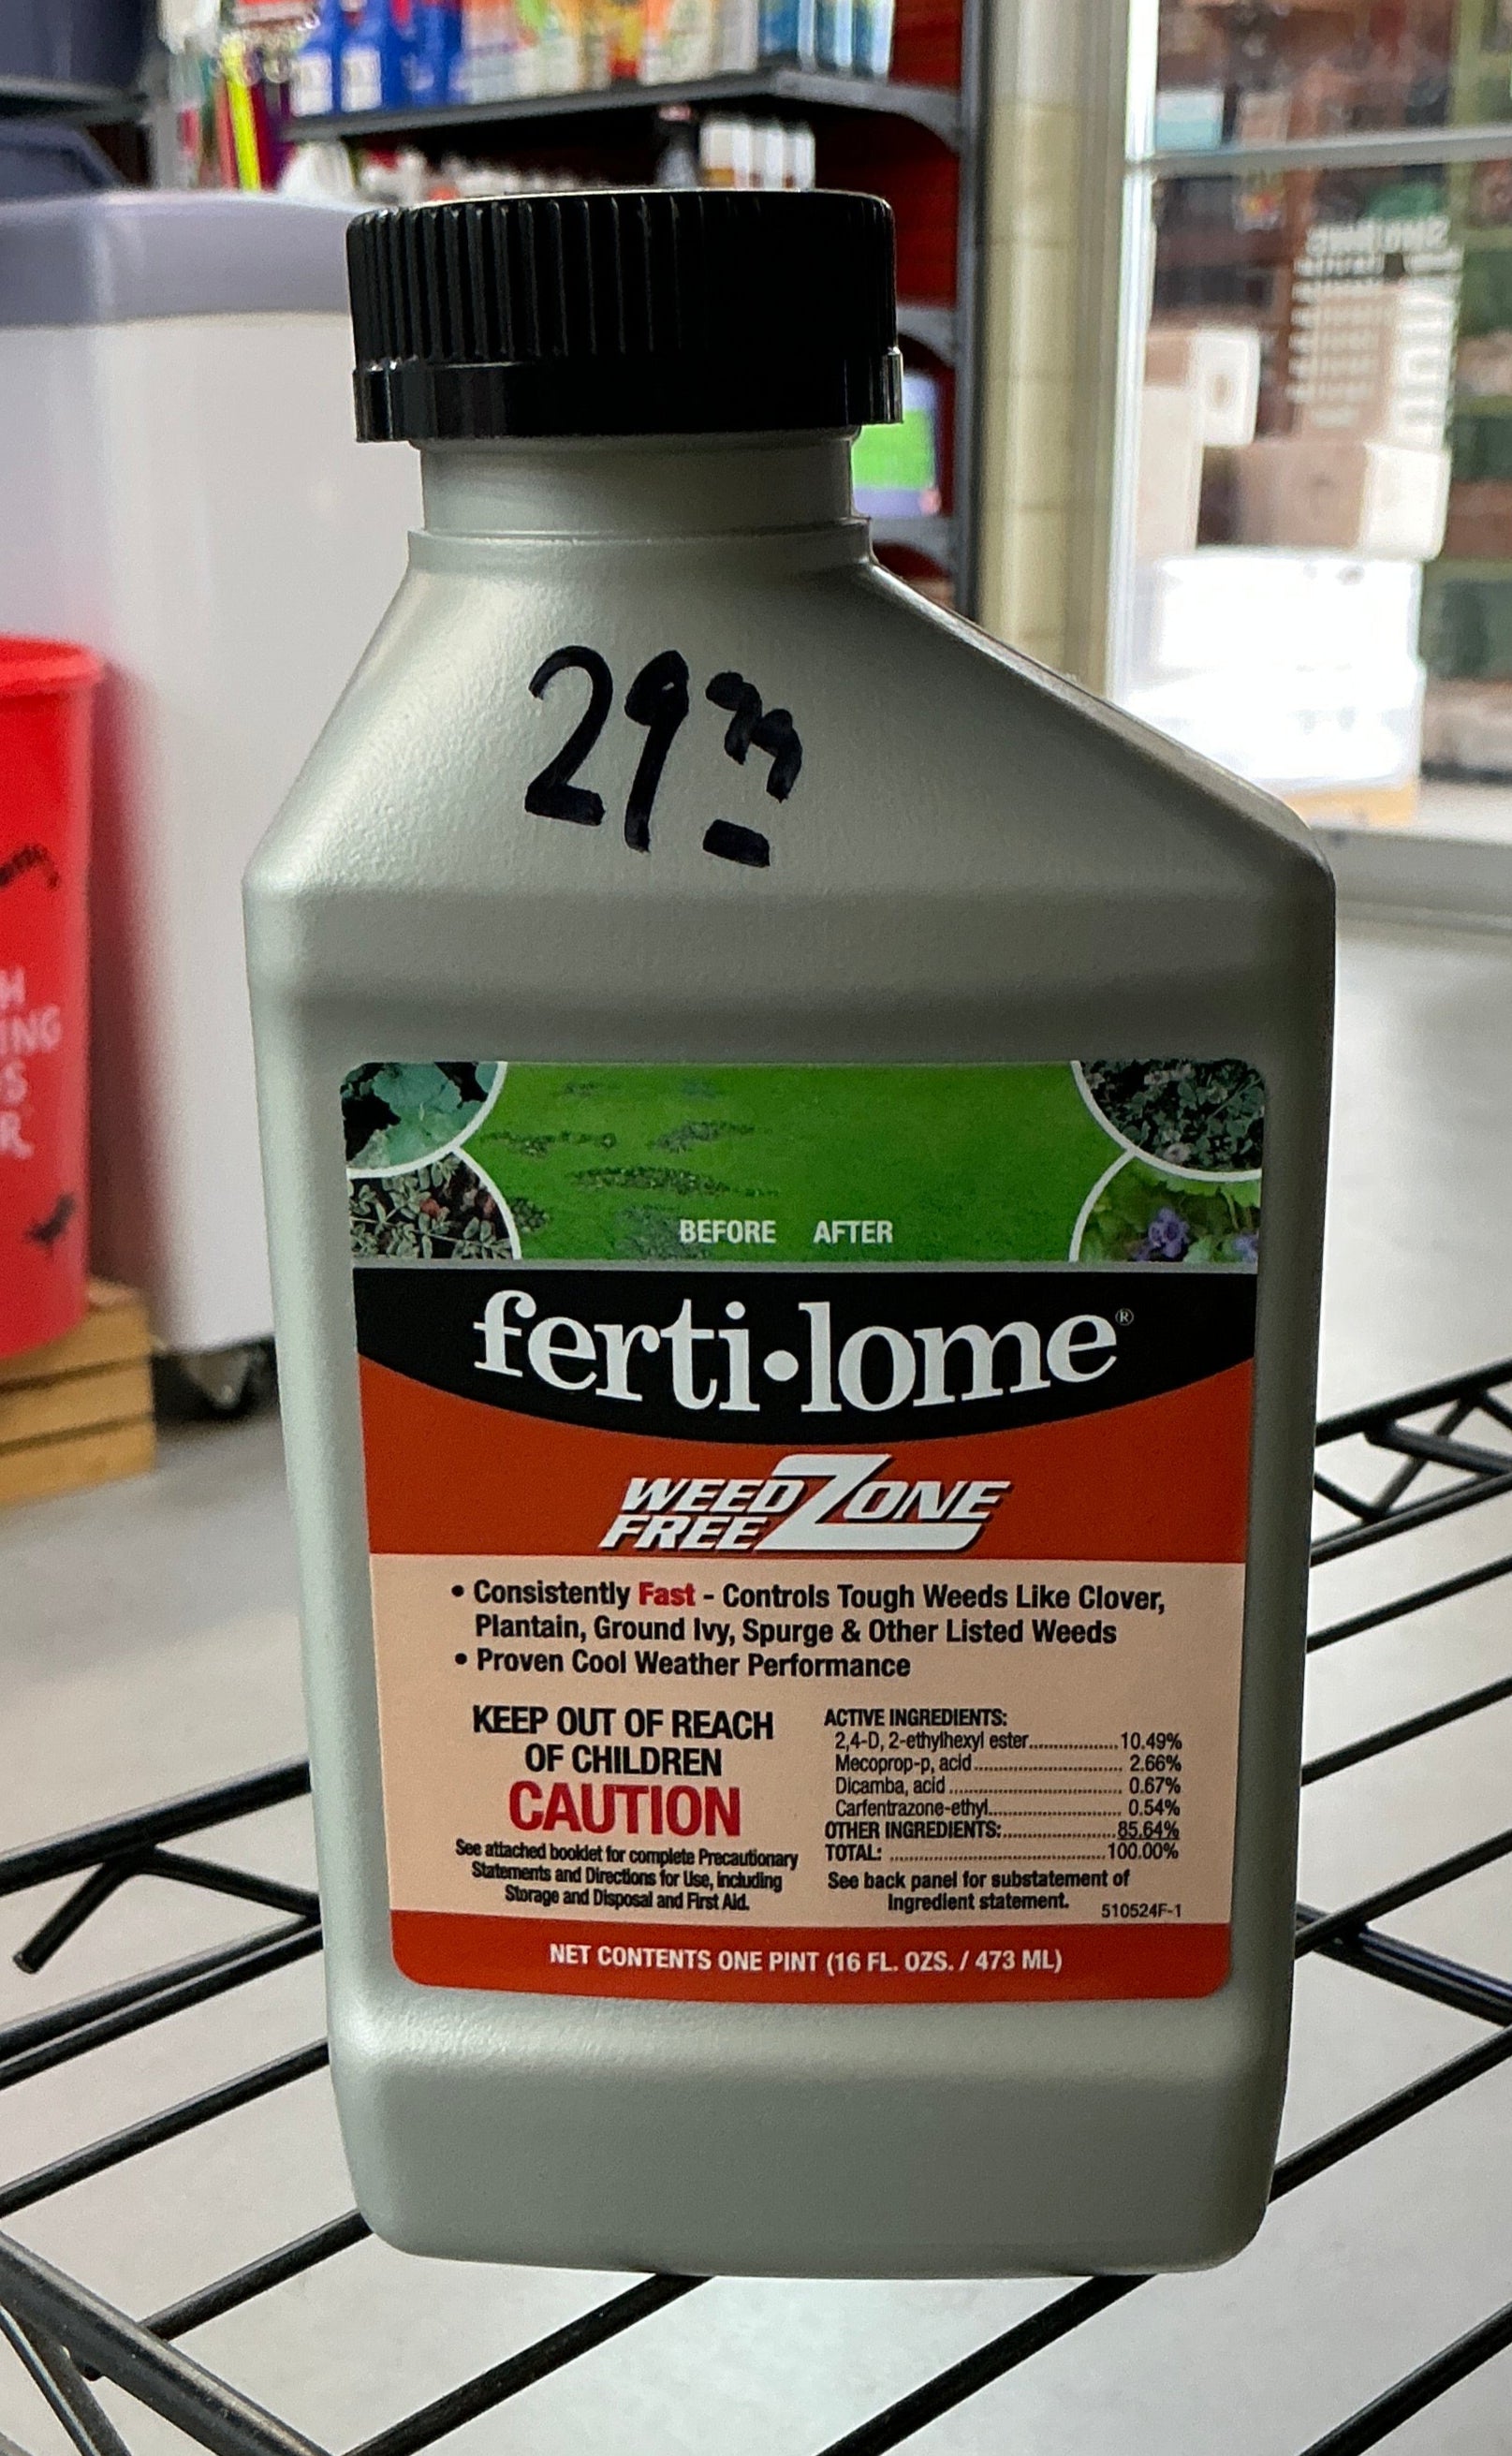 29 99
BEFORE AFTER
ferti•lome®
WEED FREE ZONE
• Consistently Fast - Controls Tough Weeds Like Clover,
Plantain, Ground Ivy, Spurge & Other Listed Weeds
• Proven Cool Weather Performance
KEEP OUT OF REACH
OF CHILDREN
CAUTION
See attached booklet for complete Precautionary
Statements and Directions for Use, Including
Storage and Disposal and First Aid.
ACTIVE INGREDIENTS:
2,4-D, 2-ethylhexyl ester.................. 10.49%
Mecoprop-p, acid .............................. 2.66%
Dicamba, acid ................................... 0.67%
Carfentrazone-ethyl........................... 0.54%
OTHER INGREDIENTS:....................... 85.64%
TOTAL: ............................................ 100.00%
See back panel for substatement of
Ingredient statement.
510524F-1
NET CONTENTS ONE PINT (16 FL. OZS. / 473 ML)